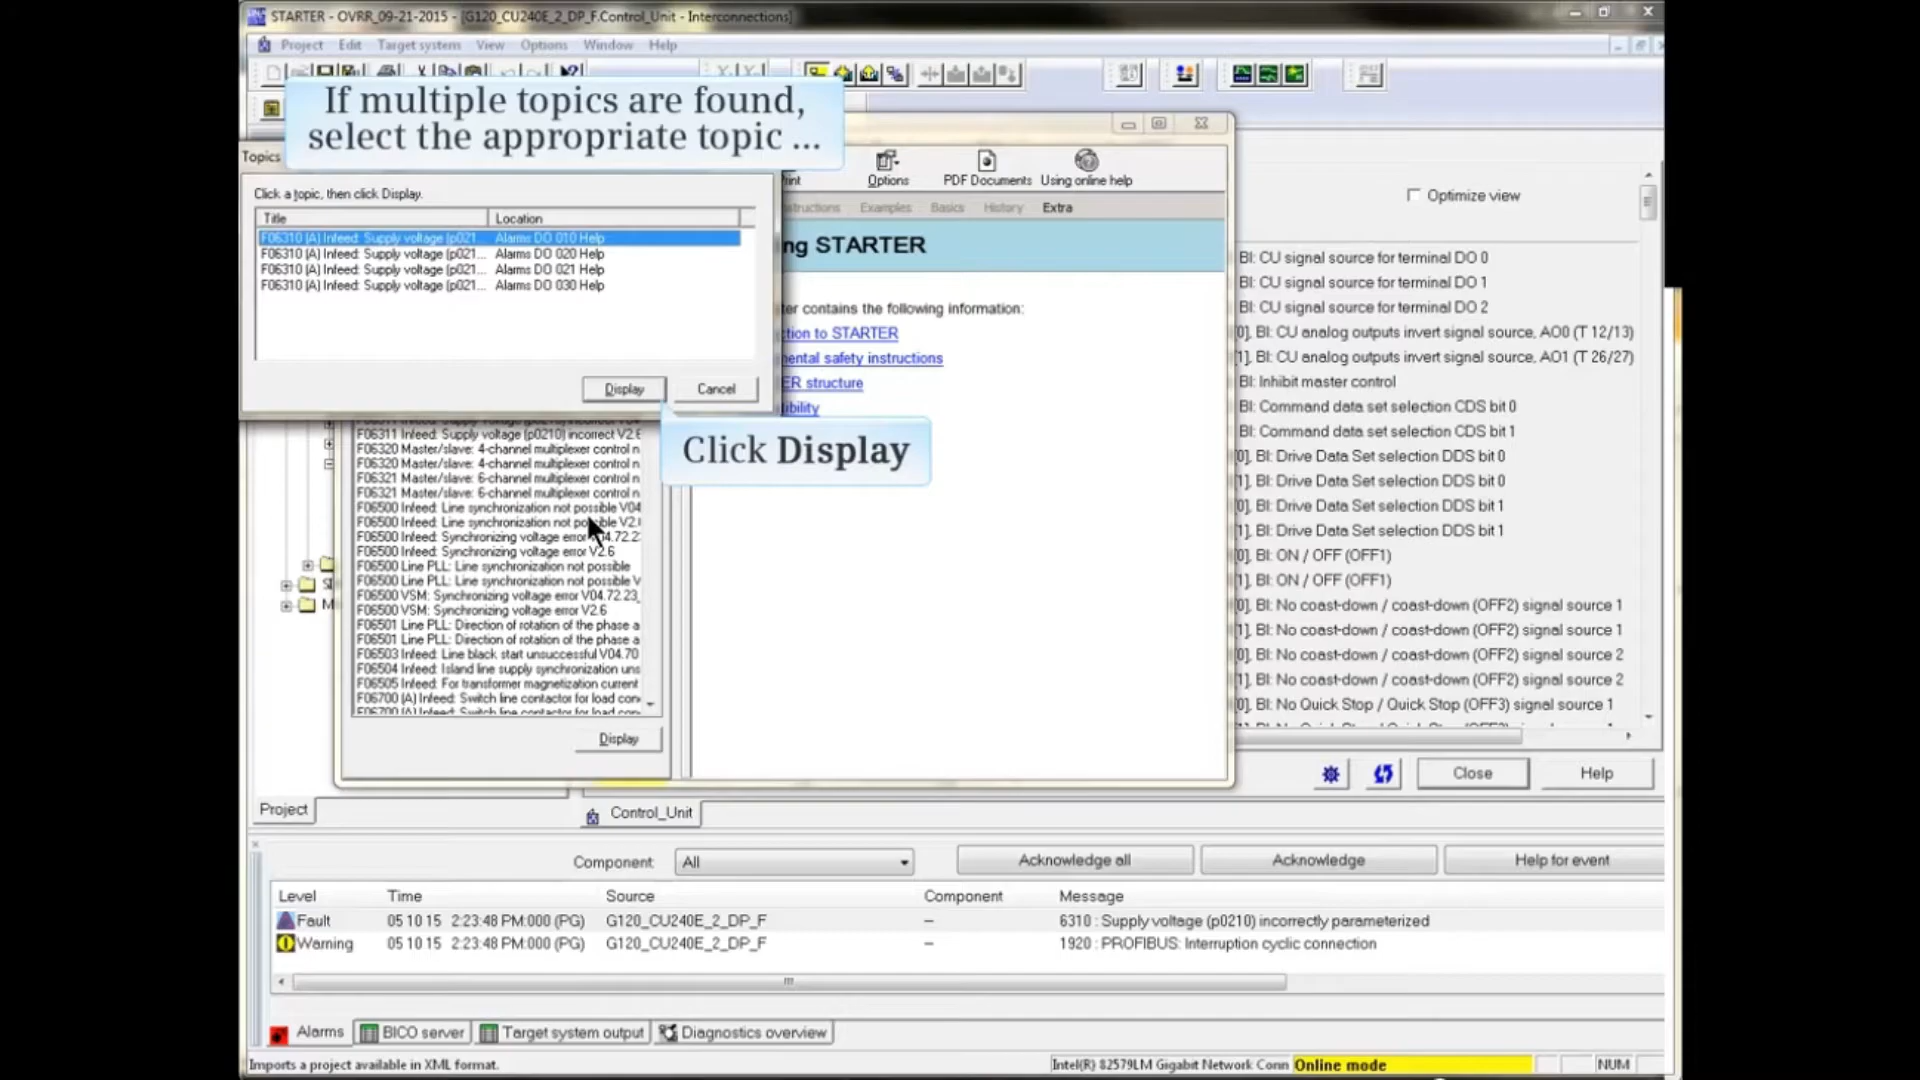 STARTER - OVRR_09-21-2015 - [G120_CU240E_2_DP_F.Control_Unit - Interconnections]
Project Edit Target system View Options Window Help
If multiple topics are found,
select the appropriate topic ...
Topics
Click a topic, then click Display.
Title Location
F06310 (A) Infeed: Supply voltage (p021... Alarms DO 010 Help
F06310 (A) Infeed: Supply voltage (p021... Alarms DO 020 Help
F06310 (A) Infeed: Supply voltage (p021... Alarms DO 021 Help
F06310 (A) Infeed: Supply voltage (p021... Alarms DO 030 Help
Display Cancel
Click Display
Options PDF Documents Using online help
Examples Basics History Extra
ng STARTER
ter contains the following information:
ction to STARTER
mental safety instructions
ER structure
F06311 Infeed: Supply voltage (p0210) incorrect V2.6
F06320 Master/slave: 4-channel multiplexer control n
F06320 Master/slave: 4-channel multiplexer control n
F06321 Master/slave: 6-channel multiplexer control n
F06321 Master/slave: 6-channel multiplexer control n
F06500 Infeed: Line synchronization not possible V04
F06500 Infeed: Line synchronization not possible V2.
F06500 Infeed: Synchronizing voltage error V04.72.2
F06500 Infeed: Synchronizing voltage error V2.6
F06500 Line PLL: Line synchronization not possible
F06500 Line PLL: Line synchronization not possible V
F06500 VSM: Synchronizing voltage error V04.72.23_
F06500 VSM: Synchronizing voltage error V2.6
F06501 Line PLL: Direction of rotation of the phase a
F06501 Line PLL: Direction of rotation of the phase a
F06503 Infeed: Line black start unsuccessful V04.70
F06504 Infeed: Island line supply synchronization uns
F06505 Infeed: For transformer magnetization current
F06700 (A) Infeed: Switch line contactor for load con
F06700 (A) Infeed: Switch line contactor for load con
Display
Optimize view
BI: CU signal source for terminal DO 0
BI: CU signal source for terminal DO 1
BI: CU signal source for terminal DO 2
[0], BI: CU analog outputs invert signal source, AO0 (T 12/13)
[1], BI: CU analog outputs invert signal source, AO1 (T 26/27)
BI: Inhibit master control
BI: Command data set selection CDS bit 0
BI: Command data set selection CDS bit 1
[0], BI: Drive Data Set selection DDS bit 0
[1], BI: Drive Data Set selection DDS bit 0
[0], BI: Drive Data Set selection DDS bit 1
[1], BI: Drive Data Set selection DDS bit 1
[0], BI: ON / OFF (OFF1)
[1], BI: ON / OFF (OFF1)
[0], BI: No coast-down / coast-down (OFF2) signal source 1
[1], BI: No coast-down / coast-down (OFF2) signal source 1
[0], BI: No coast-down / coast-down (OFF2) signal source 2
[1], BI: No coast-down / coast-down (OFF2) signal source 2
[0], BI: No Quick Stop / Quick Stop (OFF3) signal source 1
Close Help
Project
Control_Unit
Component: All Acknowledge all Acknowledge Help for event
Level Time Source Component Message
Fault 05 10 15 2:23:48 PM:000 (PG) G120_CU240E_2_DP_F – 6310 : Supply voltage (p0210) incorrectly parameterized
Warning 05 10 15 2:23:48 PM:000 (PG) G120_CU240E_2_DP_F – 1920 : PROFIBUS: Interruption cyclic connection
Alarms BICO server Target system output Diagnostics overview
Imports a project available in XML format. Intel(R) 82579LM Gigabit Network Conn Online mode NUM